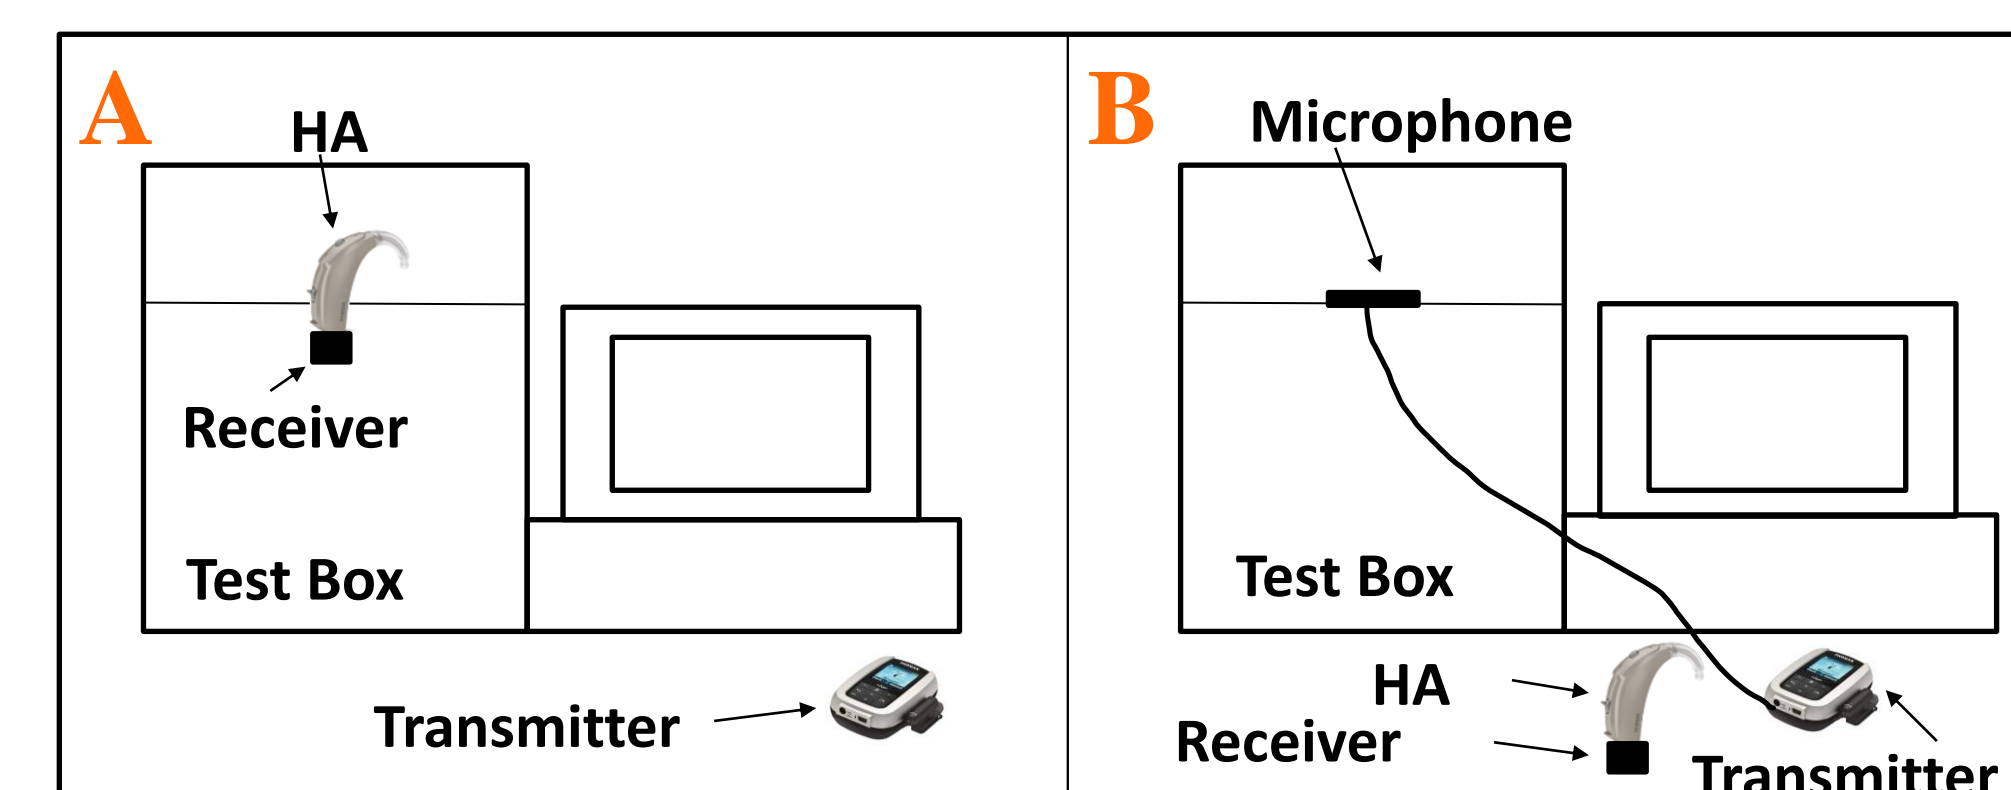 A
HA
Receiver
Test Box
Transmitter
B
Microphone
Test Box
HA
Receiver
Transmitter